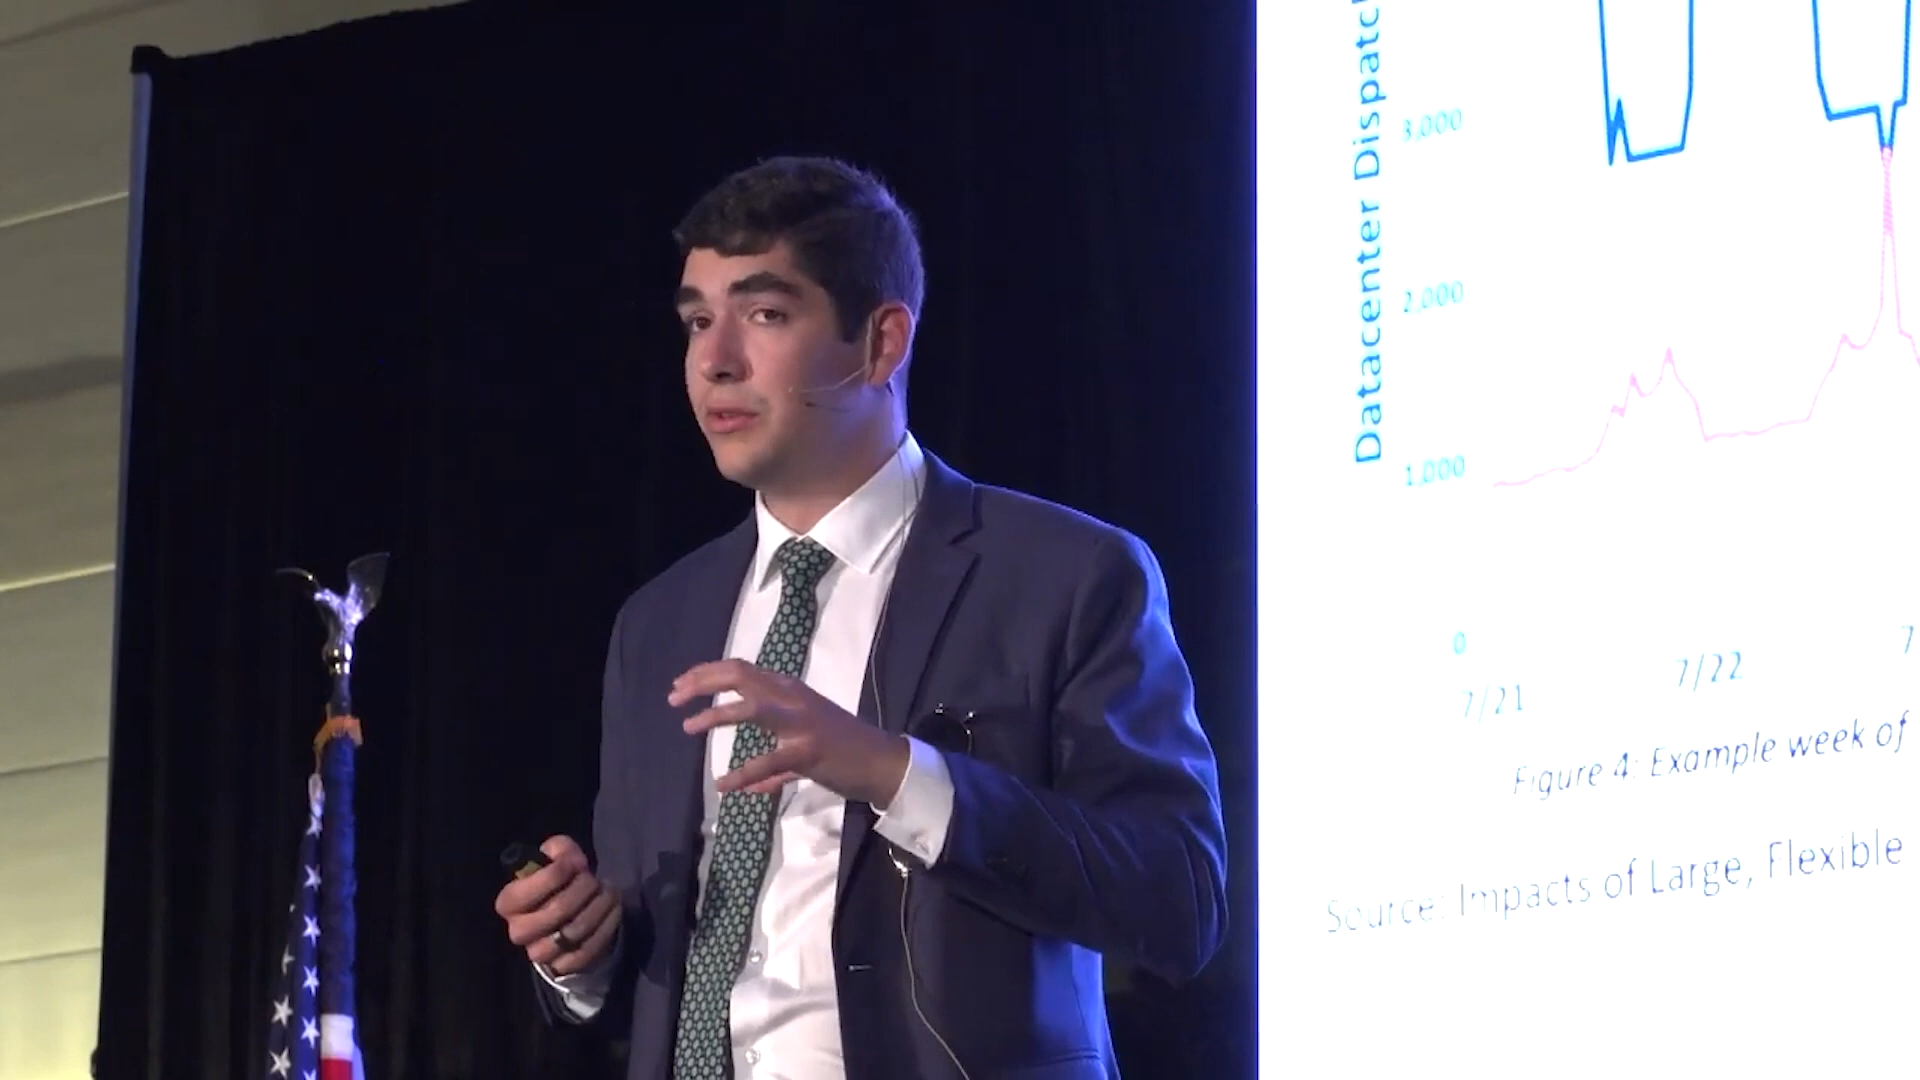 Datacenter Dispatch
3,000
2,000
1,000
0
7/21
7/22
7
Figure 4: Example week of
Source: Impacts of Large, Flexible